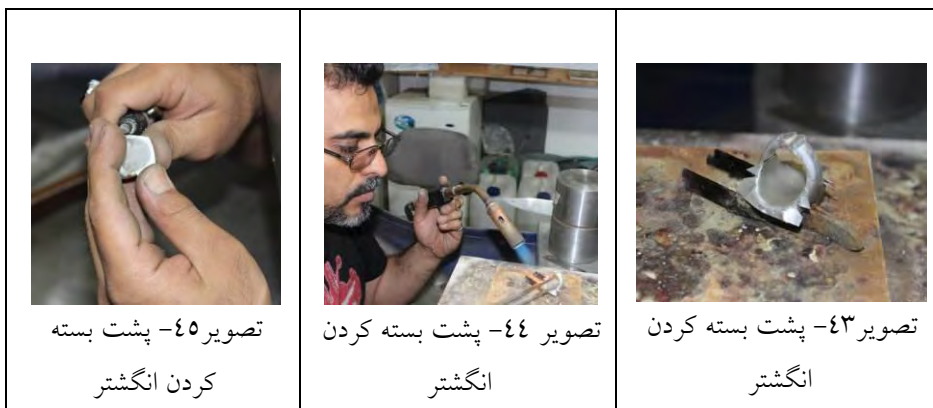 تصویر٤٣- پشت بسته کردن
انگشتر
تصویر ٤٤- پشت بسته کردن
انگشتر
تصویر٤٥- پشت بسته
کردن انگشتر